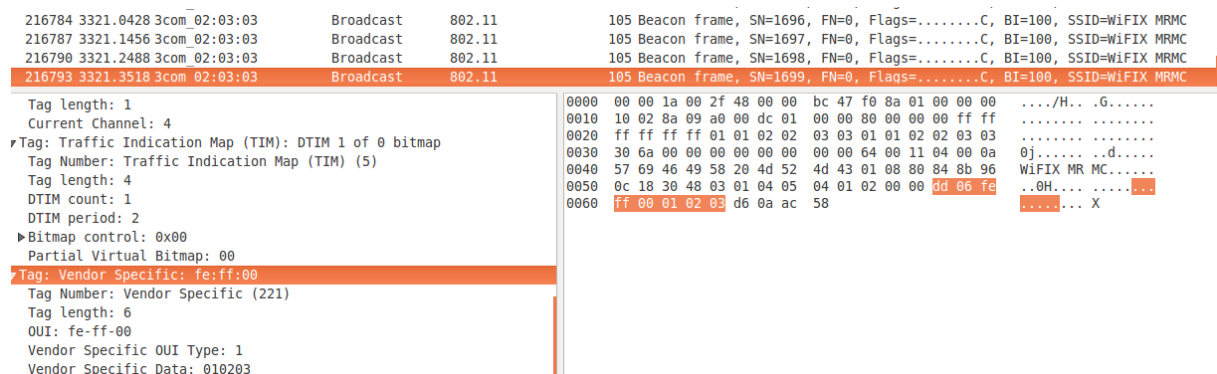 216784 3321.0428 3com_02:03:03 Broadcast 802.11 105 Beacon frame, SN=1696, FN=0, Flags=........C, BI=100, SSID=WiFIX MRMC
216787 3321.1456 3com_02:03:03 Broadcast 802.11 105 Beacon frame, SN=1697, FN=0, Flags=........C, BI=100, SSID=WiFIX MRMC
216790 3321.2488 3com_02:03:03 Broadcast 802.11 105 Beacon frame, SN=1698, FN=0, Flags=........C, BI=100, SSID=WiFIX MRMC
216793 3321.3518 3com_02:03:03 Broadcast 802.11 105 Beacon frame, SN=1699, FN=0, Flags=........C, BI=100, SSID=WiFIX MRMC
Tag length: 1
Current Channel: 4
Tag: Traffic Indication Map (TIM): DTIM 1 of 0 bitmap
Tag Number: Traffic Indication Map (TIM) (5)
Tag length: 4
DTIM count: 1
DTIM period: 2
Bitmap control: 0x00
Partial Virtual Bitmap: 00
Tag: Vendor Specific: fe:ff:00
Tag Number: Vendor Specific (221)
Tag length: 6
OUI: fe-ff-00
Vendor Specific OUI Type: 1
Vendor Specific Data: 010203
0000 00 00 1a 00 2f 48 00 00 bc 47 f0 8a 01 00 00 00 ..../H.. .G......
0010 10 02 8a 09 a0 00 dc 01 00 00 80 00 00 00 ff ff ........ ........
0020 ff ff ff ff 01 01 02 02 03 03 01 01 02 02 03 03 ........ ........
0030 30 6a 00 00 00 00 00 00 00 00 64 00 11 04 00 0a 0j...... ..d.....
0040 57 69 46 49 58 20 4d 52 4d 43 01 08 80 84 8b 96 WiFIX MR MC......
0050 0c 18 30 48 03 01 04 05 04 01 02 00 00 dd 06 fe ..0H.... ........
0060 ff 00 01 02 03 d6 0a ac 58 ........ X